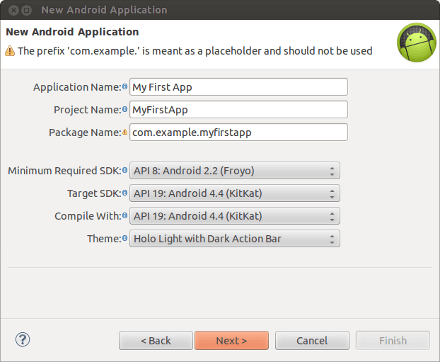 New Android Application
New Android Application
The prefix 'com.example.' is meant as a placeholder and should not be used
Application Name: My First App
Project Name: MyFirstApp
Package Name: com.example.myfirstapp
Minimum Required SDK: API 8: Android 2.2 (Froyo)
Target SDK: API 19: Android 4.4 (KitKat)
Compile With: API 19: Android 4.4 (KitKat)
Theme: Holo Light with Dark Action Bar
? < Back Next > Cancel Finish